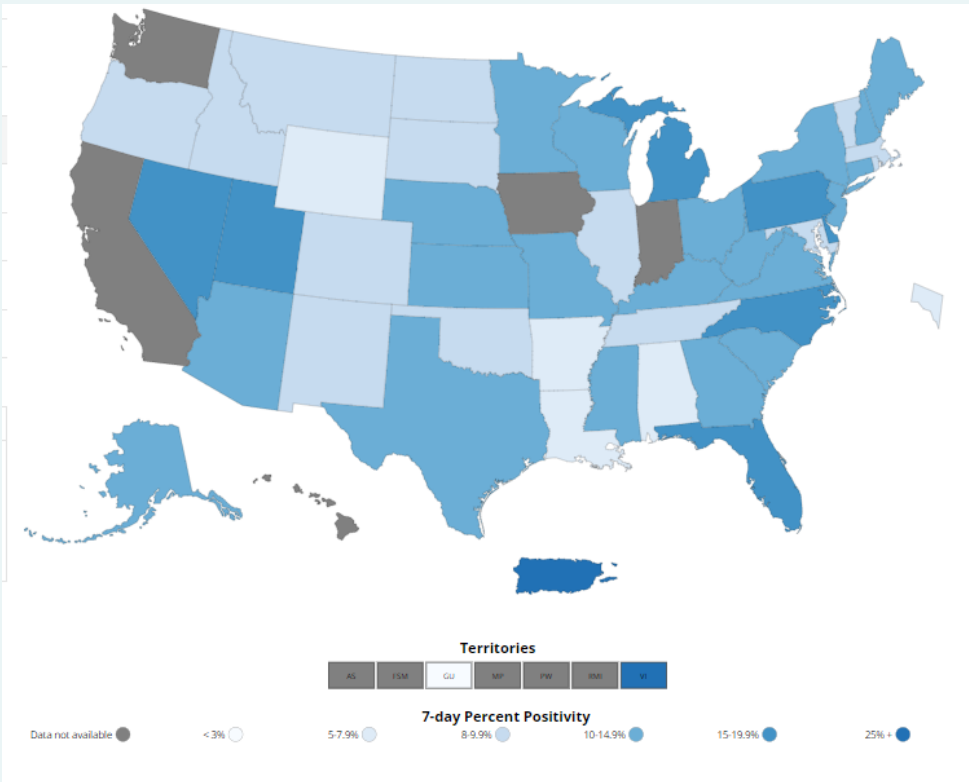 Territories
AS FSM GU MP PW RMI VI
7-day Percent Positivity
Data not available < 3% 5-7.9% 8-9.9% 10-14.9% 15-19.9% 25% +